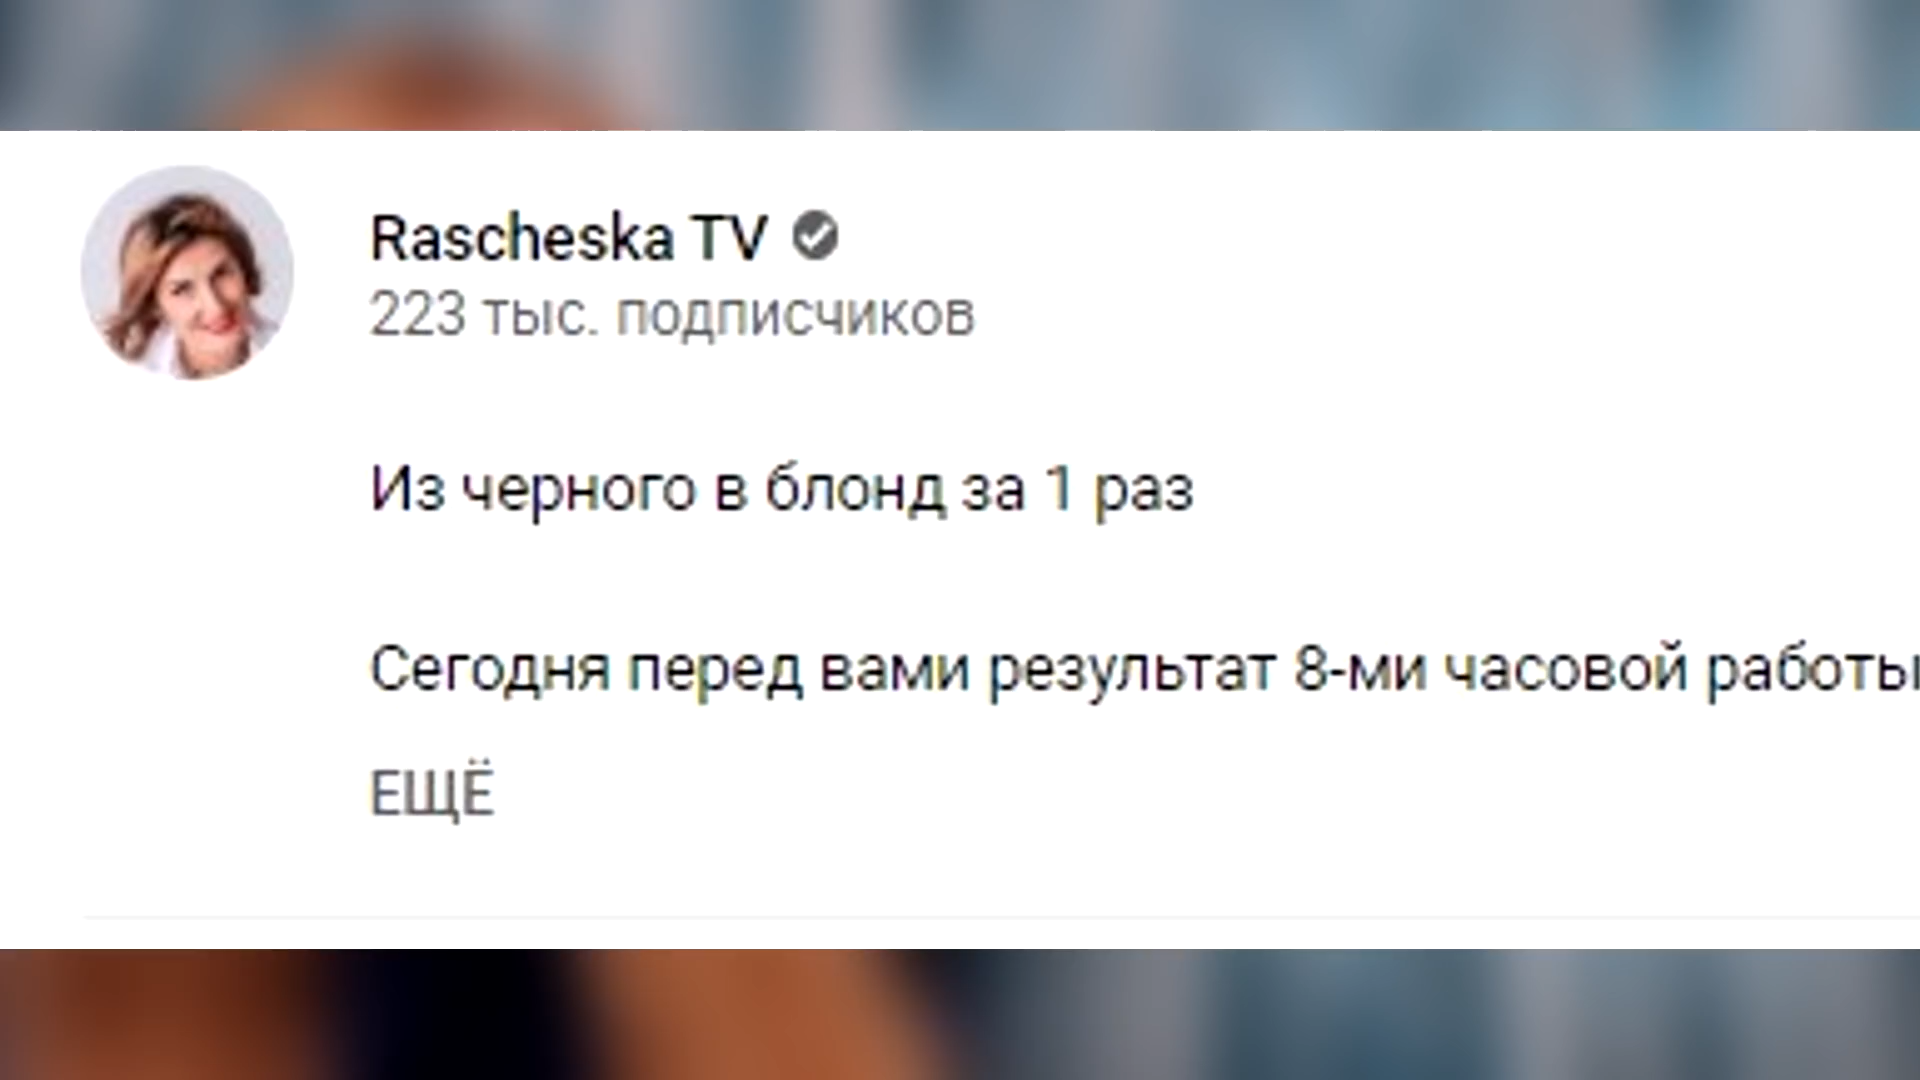 Rascheska TV
223 тыс. подписчиков
Из черного в блонд за 1 раз
Сегодня перед вами результат 8-ми часовой работы
ЕЩЁ